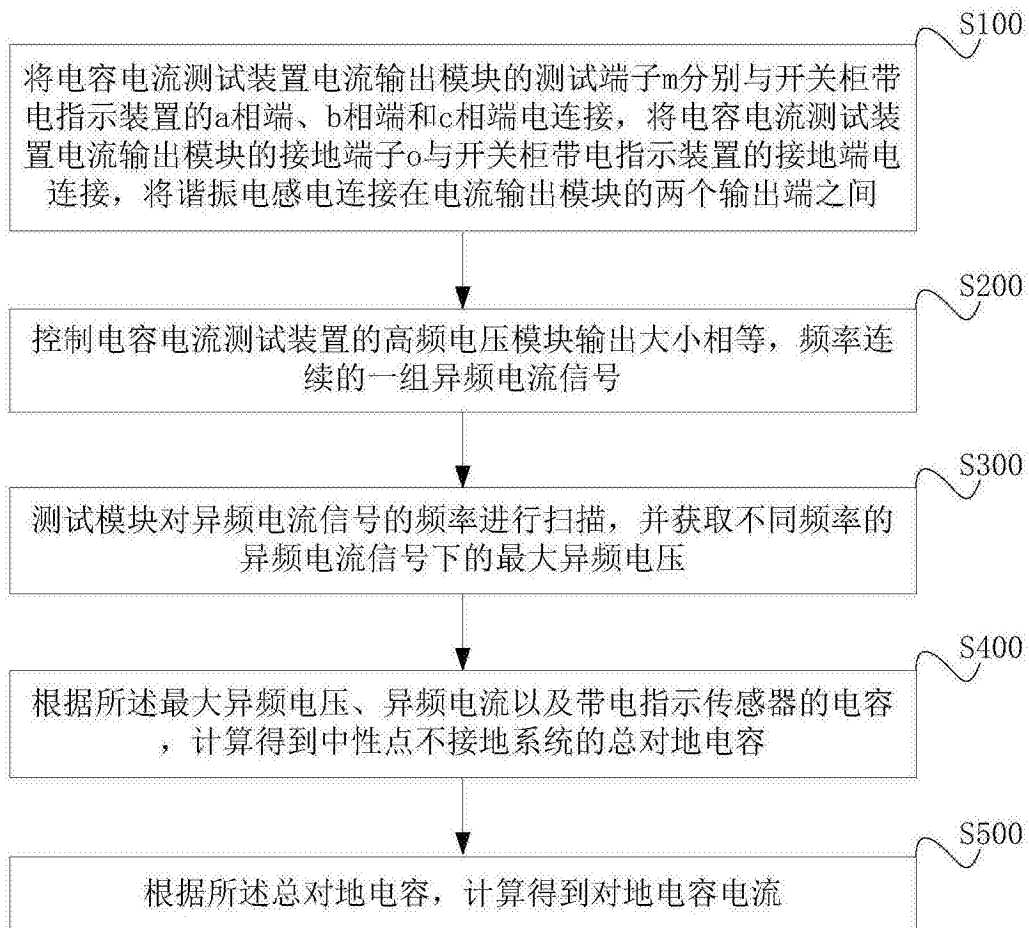 S100
将电容电流测试装置电流输出模块的测试端子m分别与开关柜带
电指示装置的a相端、b相端和c相端电连接，将电容电流测试装
置电流输出模块的接地端子o与开关柜带电指示装置的接地端电
连接，将谐振电感电连接在电流输出模块的两个输出端之间
S200
控制电容电流测试装置的高频电压模块输出大小相等，频率连
续的一组异频电流信号
S300
测试模块对异频电流信号的频率进行扫描，并获取不同频率的
异频电流信号下的最大异频电压
S400
根据所述最大异频电压、异频电流以及带电指示传感器的电容
，计算得到中性点不接地系统的总对地电容
S500
根据所述总对地电容，计算得到对地电容电流